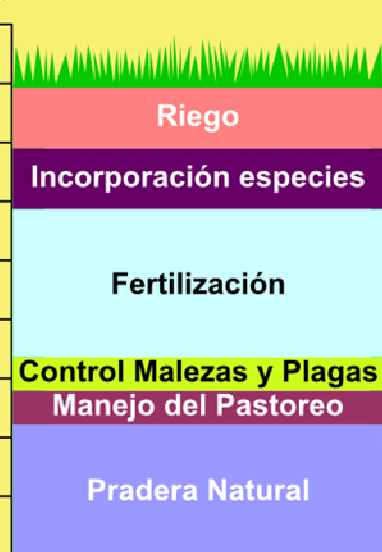 Riego
Incorporación especies
Fertilización
Control Malezas y Plagas
Manejo del Pastoreo
Pradera Natural